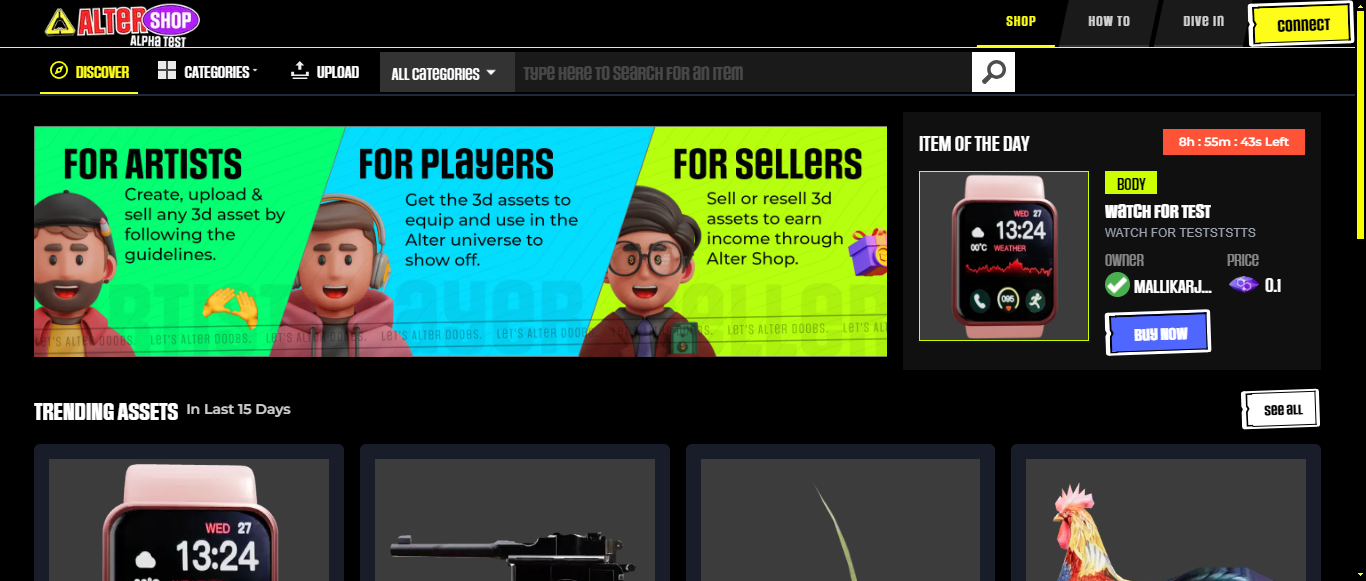 ALTER SHOP
ALPHA TEST
SHOP
HOW TO
DIVE IN
CONNECT
DISCOVER
CATEGORIES
UPLOAD
ALL CATEGORIES
TYPE HERE TO SEARCH FOR AN ITEM
FOR ARTISTS
Create, upload &
sell any 3d asset by
following the
guidelines.
FOR PLAYERS
Get the 3d assets to
equip and use in the
Alter universe to
show off.
FOR SELLERS
Sell or resell 3d
assets to earn
income through
Alter Shop.
LET'S ALTER DOOBS. LET'S ALTER DOOBS. LET'S ALTER DOOBS. LET'S ALTER DOOBS. LET'S ALTER DOOBS. LET'S ALTER DOOBS. LET'S ALT
ITEM OF THE DAY
8h : 55m : 43s Left
WED 27
13:24
00°C WEATHER
095
BODY
WATCH FOR TEST
WATCH FOR TESTSTSTTS
OWNER
PRICE
MALLIKARJ...
0.1
BUY NOW
TRENDING ASSETS In Last 15 Days
SEE ALL
WED 27
13:24